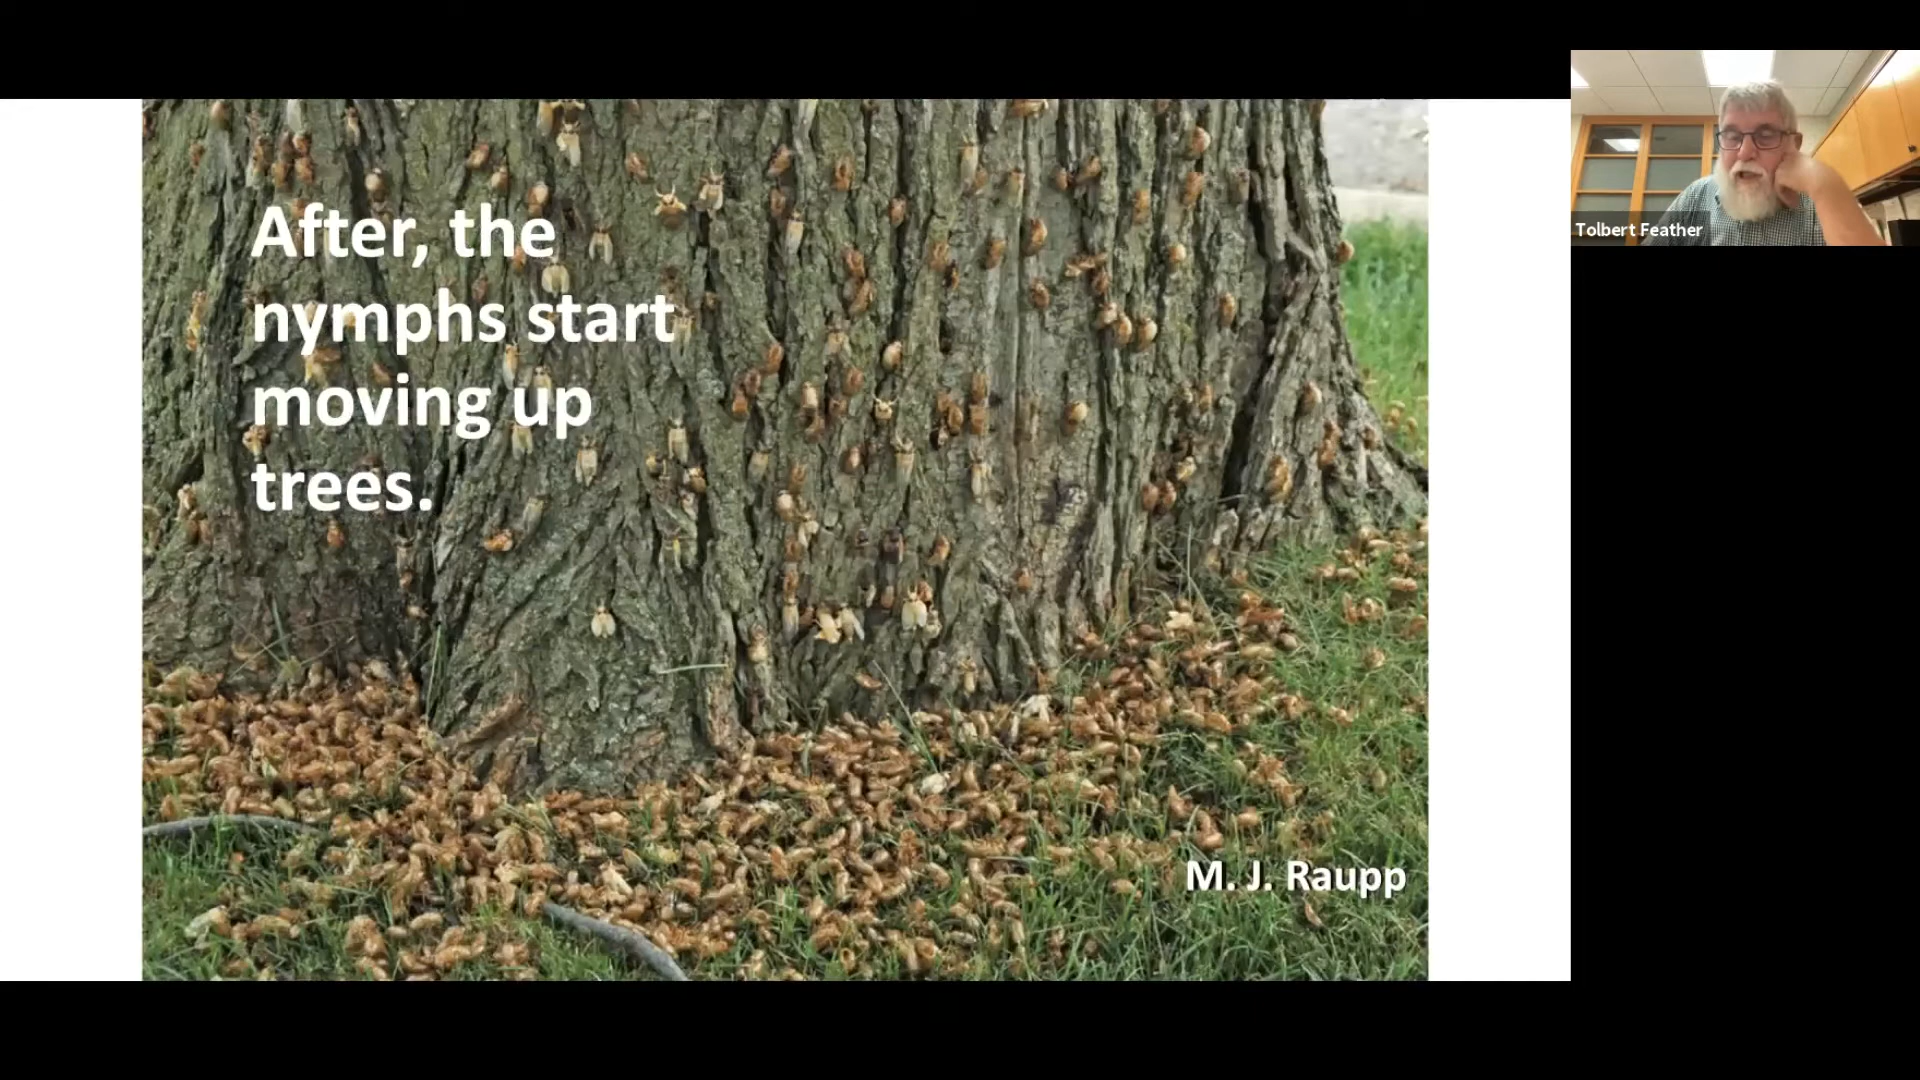 After, the
nymphs start
moving up
trees.
M. J. Raupp
Tolbert Feather